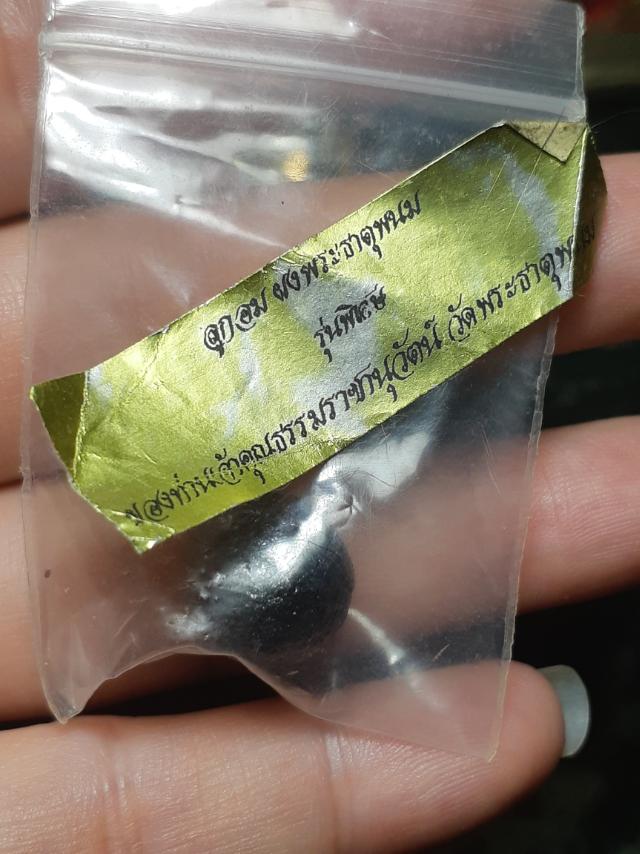 ลูกอม ผงพระธาตุพนม
รุ่นพิเศษ
ของท่านเจ้าคุณธรรมราชานุวัตน์ วัดพระธาตุพนม